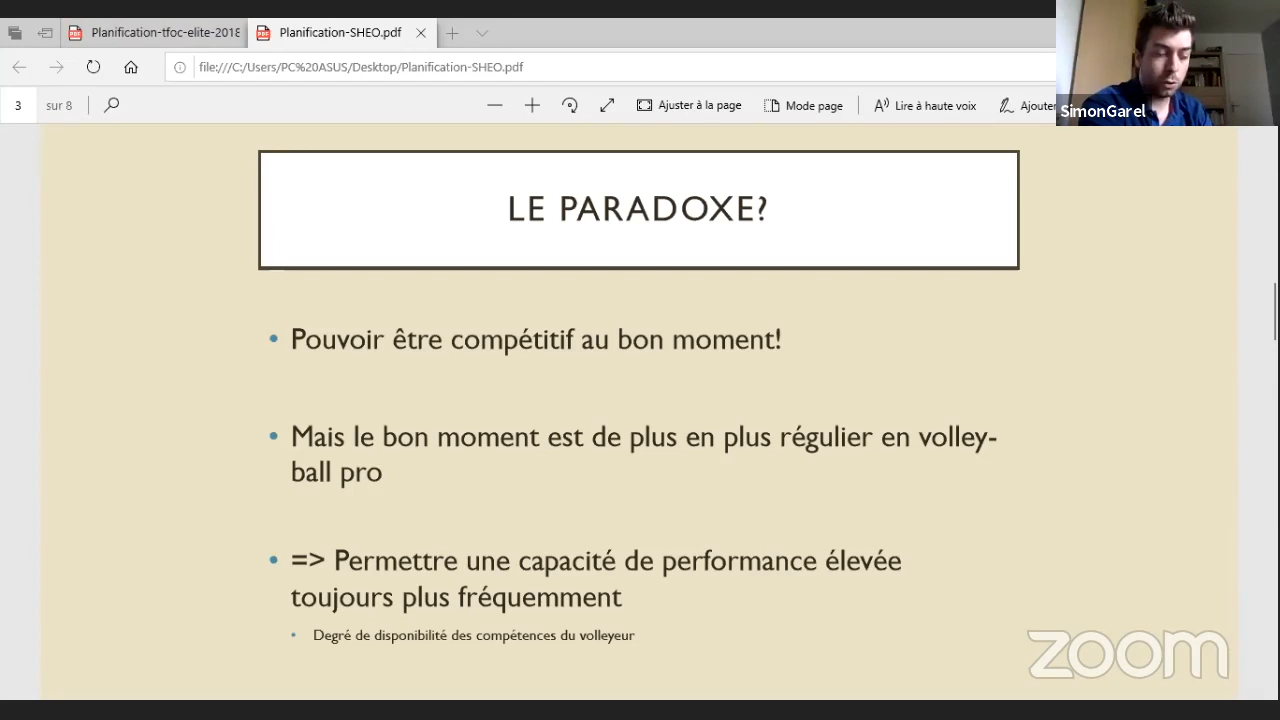 Planification-tfoc-elite-2018
Planification-SHEO.pdf
file:///C:/Users/PC%20ASUS/Desktop/Planification-SHEO.pdf
3 sur 8
Ajuster à la page
Mode page
Lire à haute voix
Ajouter
SimonGarel
LE PARADOXE?
• Pouvoir être compétitif au bon moment!
• Mais le bon moment est de plus en plus régulier en volley-
ball pro
• => Permettre une capacité de performance élevée
toujours plus fréquemment
• Degré de disponibilité des compétences du volleyeur
zoom